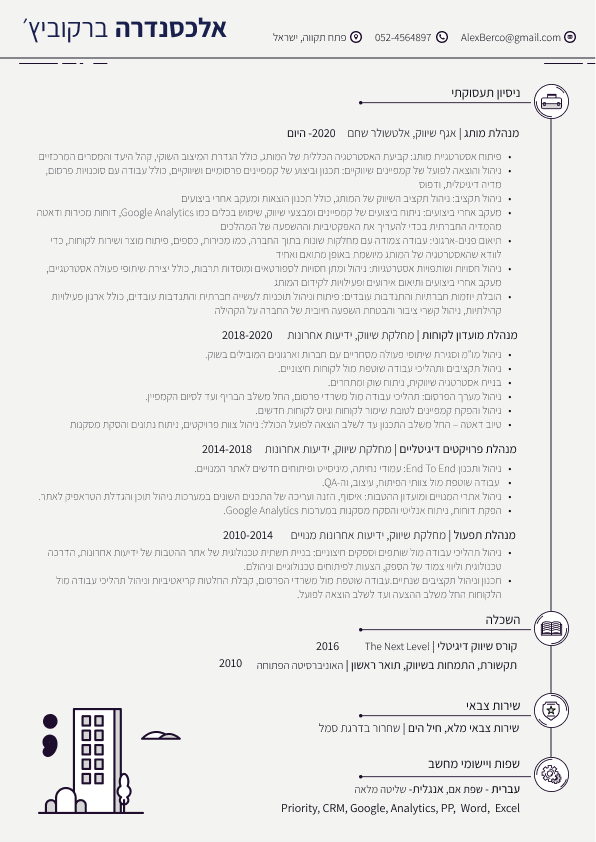 אלכסנדרה ברקוביץ׳
AlexBerco@gmail.com 052-4564897 פתח תקווה, ישראל
ניסיון תעסוקתי
מנהלת מותג | אגף שיווק, אלטשולר שחם 2020- היום
• פיתוח אסטרטגיית מותג: קביעת האסטרטגיה הכללית של המותג, כולל הגדרת המיצוב השוקי, קהל היעד והמסרים המרכזיים
• ניהול והוצאה לפועל של קמפיינים שיווקיים: תכנון וביצוע של קמפיינים פרסומיים ושיווקיים, כולל עבודה עם סוכנויות פרסום,
מדיה דיגיטלית, ודפוס
• ניהול תקציב: ניהול תקציב השיווק של המותג, כולל תכנון הוצאות ומעקב אחרי ביצועים
• מעקב אחרי ביצועים: ניתוח ביצועים של קמפיינים ומבצעי שיווק, שימוש בכלים כמו Google Analytics, דוחות מכירות ודאטה
מהמדיה החברתית בכדי להעריך את האפקטיביות וההשפעה של המהלכים
• תיאום פנים-ארגוני: עבודה צמודה עם מחלקות שונות בתוך החברה, כמו מכירות, כספים, פיתוח מוצר ושירות לקוחות, כדי
לוודא שהאסטרטגיה של המותג מיושמת באופן מתואם ואחיד
• ניהול חסויות ושותפויות אסטרטגיות: ניהול ומתן חסויות לספורטאים ומוסדות תרבות, כולל יצירת שיתופי פעולה אסטרטגיים,
מעקב אחרי ביצועים ותיאום אירועים ופעילויות לקידום המותג
• הובלת יוזמות חברתיות והתנדבות עובדים: פיתוח וניהול תוכניות לעשייה חברתית והתנדבות עובדים, כולל ארגון פעילויות
קהילתיות, ניהול קשרי ציבור והבטחת השפעה חיובית של החברה על הקהילה
מנהלת מועדון לקוחות | מחלקת שיווק, ידיעות אחרונות 2018-2020
• ניהול מו"מ וסגירת שיתופי פעולה מסחריים עם חברות וארגונים המובילים בשוק.
• ניהול תקציבים ותהליכי עבודה שוטפת מול לקוחות חיצוניים.
• בניית אסטרטגיה שיווקית, ניתוח שוק ומתחרים.
• ניהול מערך הפרסום: תהליכי עבודה מול משרדי פרסום, החל משלב הבריף ועד לסיום הקמפיין.
• ניהול והפקת קמפיינים לטובת שימור לקוחות וגיוס לקוחות חדשים.
• טיוב דאטה – החל משלב התכנון עד לשלב הוצאה לפועל הכולל: ניהול צוות פרויקטים, ניתוח נתונים והסקת מסקנות
מנהלת פרויקטים דיגיטליים | מחלקת שיווק, ידיעות אחרונות 2014-2018
• ניהול ותכנון End To End: עמודי נחיתה, מיניסייט ופיתוחים חדשים לאתר המנויים.
• עבודה שוטפת מול צוותי הפיתוח, עיצוב, וה-QA.
• ניהול אתרי המנויים ומועדון ההטבות: איסוף, הזנה ועריכה של התכנים השונים במערכות ניהול תוכן והגדלת הטראפיק לאתר.
• הפקת דוחות, ניתוח אנליטי והסקת מסקנות במערכות Google Analytics.
מנהלת תפעול | מחלקת שיווק, ידיעות אחרונות מנויים 2010-2014
• ניהול תהליכי עבודה מול שותפים וספקים חיצוניים: בניית תשתית טכנולוגית של אתר ההטבות של ידיעות אחרונות, הדרכה
טכנולוגית וליווי צמוד של הספק, הצעות לפיתוחים טכנולוגיים וניהולם.
• תכנון וניהול תקציבים שנתיים.עבודה שוטפת מול משרדי הפרסום, קבלת החלטות קריאטיביות וניהול תהליכי עבודה מול
הלקוחות החל משלב ההצעה ועד לשלב הוצאה לפועל.
השכלה
קורס שיווק דיגיטלי | The Next Level 2016
תקשורת, התמחות בשיווק, תואר ראשון | האוניברסיטה הפתוחה 2010
שירות צבאי
שירות צבאי מלא, חיל הים | שחרור בדרגת סמל
שפות ויישומי מחשב
עברית - שפת אם, אנגלית- שליטה מלאה
Priority, CRM, Google, Analytics, PP, Word, Excel